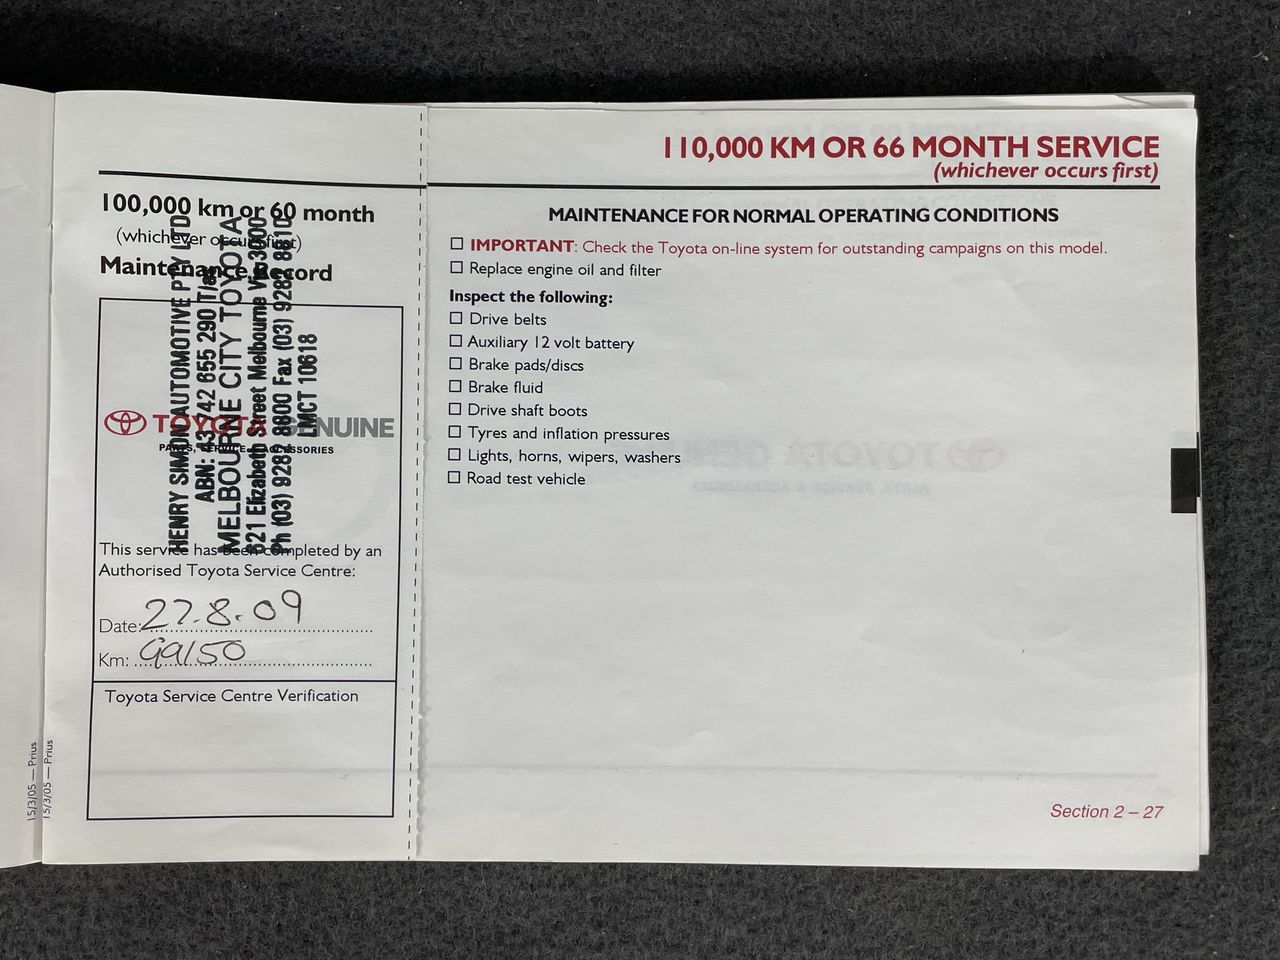 100,000 km or 60 month
(whichever occurs first)
Maintenance Record
HENRY SIMON AUTOMOTIVE PTY LTD
ABN: 43 742 655 290 T/as
MELBOURNE CITY TOYOTA
621 Elizabeth Street Melbourne Vic 3000
Ph (03) 9282 8800 Fax (03) 9282 8810
LMCT 10618
TOYOTA GENUINE
PARTS, SERVICE & ACCESSORIES
This service has been completed by an
Authorised Toyota Service Centre:
Date: 27.8.09
Km: 99150
Toyota Service Centre Verification
15/3/05 — Prius
15/3/05 — Prius
110,000 KM OR 66 MONTH SERVICE
(whichever occurs first)
MAINTENANCE FOR NORMAL OPERATING CONDITIONS
IMPORTANT: Check the Toyota on-line system for outstanding campaigns on this model.
Replace engine oil and filter
Inspect the following:
Drive belts
Auxiliary 12 volt battery
Brake pads/discs
Brake fluid
Drive shaft boots
Tyres and inflation pressures
Lights, horns, wipers, washers
Road test vehicle
Section 2 – 27